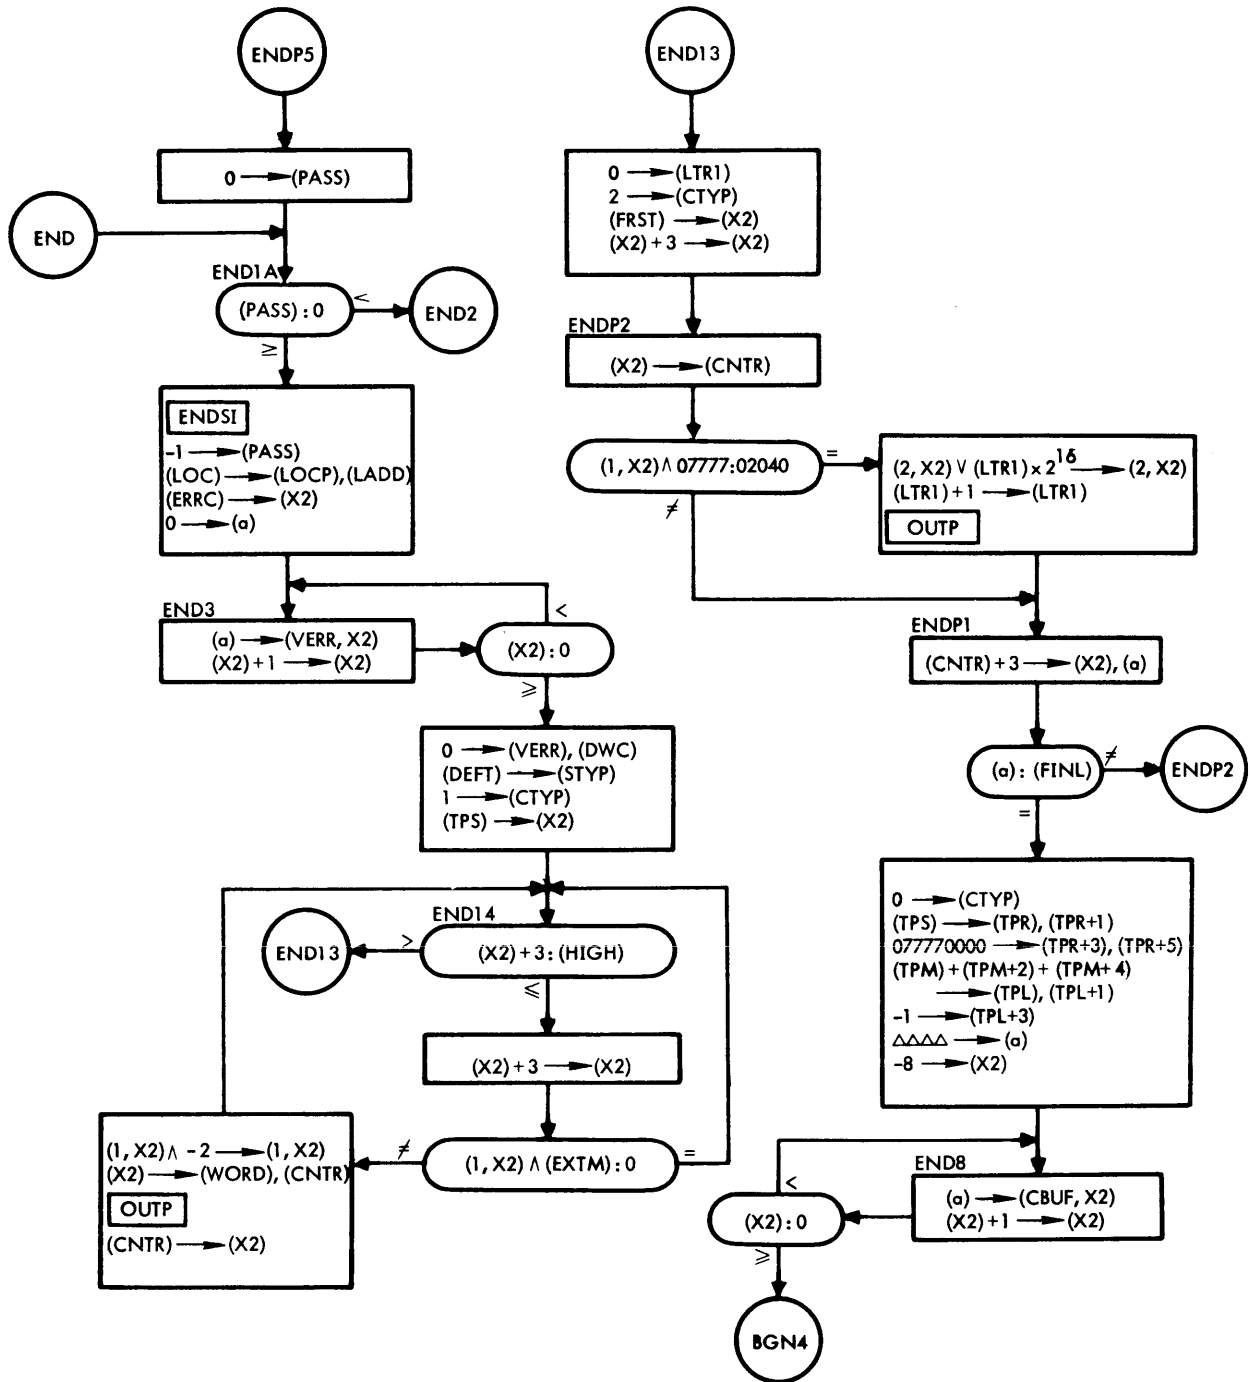 ENDP5
0 → (PASS)
END
END1A
(PASS) : 0
<
END2
≥
ENDSI
-1 → (PASS)
(LOC) → (LOCP), (LADD)
(ERRC) → (X2)
0 → (a)
END3
(a) → (VERR, X2)
(X2) + 1 → (X2)
<
(X2) : 0
≥
0 → (VERR), (DWC)
(DEFT) → (STYP)
1 → (CTYP)
(TPS) → (X2)
END14
END13
>
(X2) + 3 : (HIGH)
≤
(X2) + 3 → (X2)
(1, X2) ∧ (EXTM) : 0
=
≠
(1, X2) ∧ -2 → (1, X2)
(X2) → (WORD), (CNTR)
OUTP
(CNTR) → (X2)
END13
0 → (LTR1)
2 → (CTYP)
(FRST) → (X2)
(X2) + 3 → (X2)
ENDP2
(X2) → (CNTR)
(1, X2) ∧ 07777 : 02040
=
≠
(2, X2) ∨ (LTR1) × 2^16 → (2, X2)
(LTR1) + 1 → (LTR1)
OUTP
ENDP1
(CNTR) + 3 → (X2), (a)
(a) : (FINL)
≠
ENDP2
=
0 → (CTYP)
(TPS) → (TPR), (TPR+1)
077770000 → (TPR+3), (TPR+5)
(TPM) + (TPM+2) + (TPM+ 4)
→ (TPL), (TPL+1)
-1 → (TPL+3)
△△△△ → (a)
-8 → (X2)
END8
(a) → (CBUF, X2)
(X2) + 1 → (X2)
<
(X2) : 0
≥
BGN4